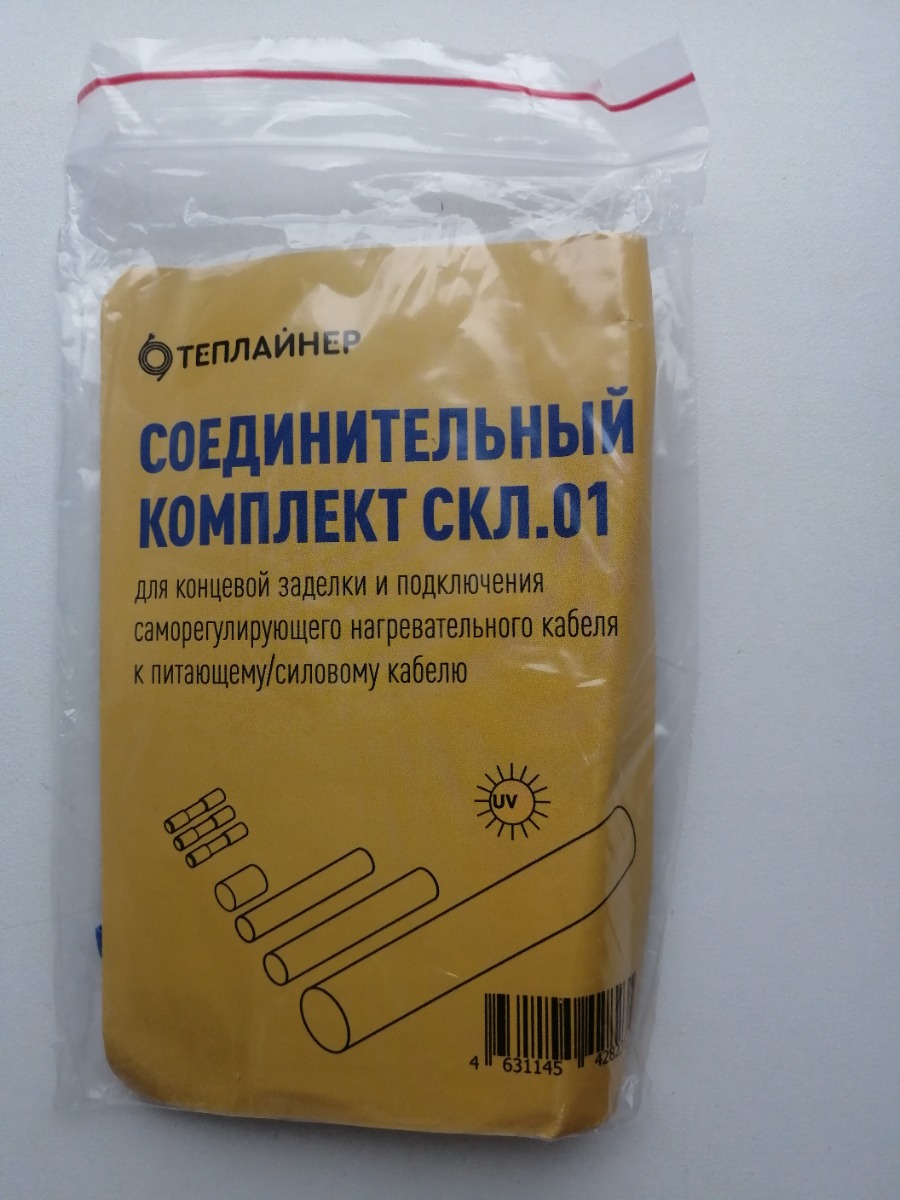 ТЕПЛАЙНЕР
СОЕДИНИТЕЛЬНЫЙ
КОМПЛЕКТ СКЛ.01
для концевой заделки и подключения
саморегулирующего нагревательного кабеля
к питающему/силовому кабелю
UV
4 631145